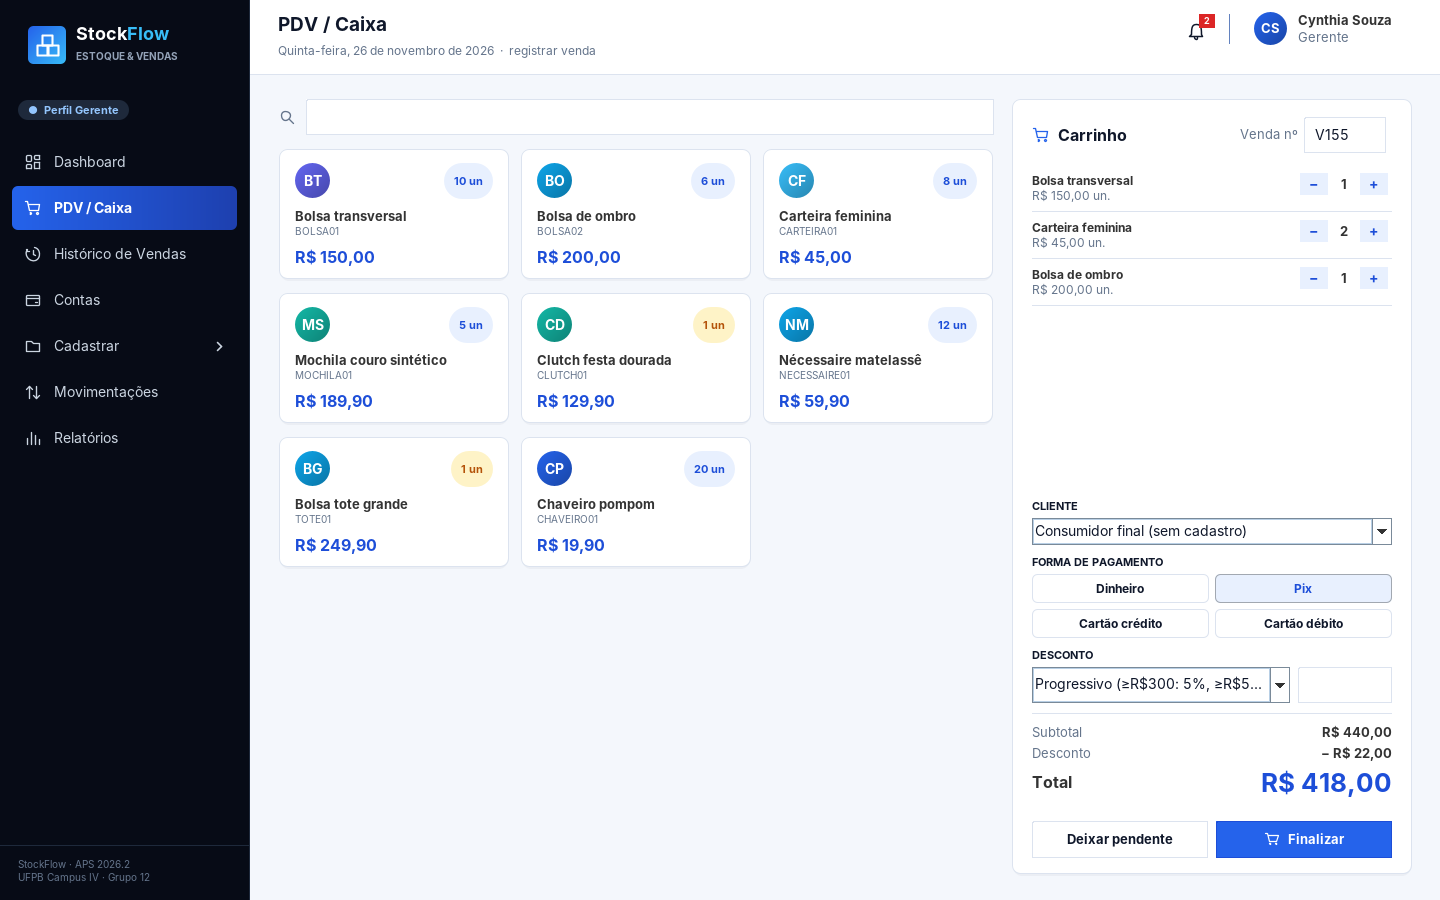 StockFlow
ESTOQUE & VENDAS
Perfil Gerente
Dashboard
PDV / Caixa
Histórico de Vendas
Contas
Cadastrar
Movimentações
Relatórios
StockFlow · APS 2026.2
UFPB Campus IV · Grupo 12
PDV / Caixa
Quinta-feira, 26 de novembro de 2026 · registrar venda
2
CS
Cynthia Souza
Gerente
BT
10 un
Bolsa transversal
BOLSA01
R$ 150,00
BO
6 un
Bolsa de ombro
BOLSA02
R$ 200,00
CF
8 un
Carteira feminina
CARTEIRA01
R$ 45,00
MS
5 un
Mochila couro sintético
MOCHILA01
R$ 189,90
CD
1 un
Clutch festa dourada
CLUTCH01
R$ 129,90
NM
12 un
Nécessaire matelassê
NECESSAIRE01
R$ 59,90
BG
1 un
Bolsa tote grande
TOTE01
R$ 249,90
CP
20 un
Chaveiro pompom
CHAVEIRO01
R$ 19,90
Carrinho
Venda nº V155
Bolsa transversal
R$ 150,00 un.
− 1 +
Carteira feminina
R$ 45,00 un.
− 2 +
Bolsa de ombro
R$ 200,00 un.
− 1 +
CLIENTE
Consumidor final (sem cadastro)
FORMA DE PAGAMENTO
Dinheiro
Pix
Cartão crédito
Cartão débito
DESCONTO
Progressivo (≥R$300: 5%, ≥R$5...
Subtotal R$ 440,00
Desconto − R$ 22,00
Total R$ 418,00
Deixar pendente
Finalizar